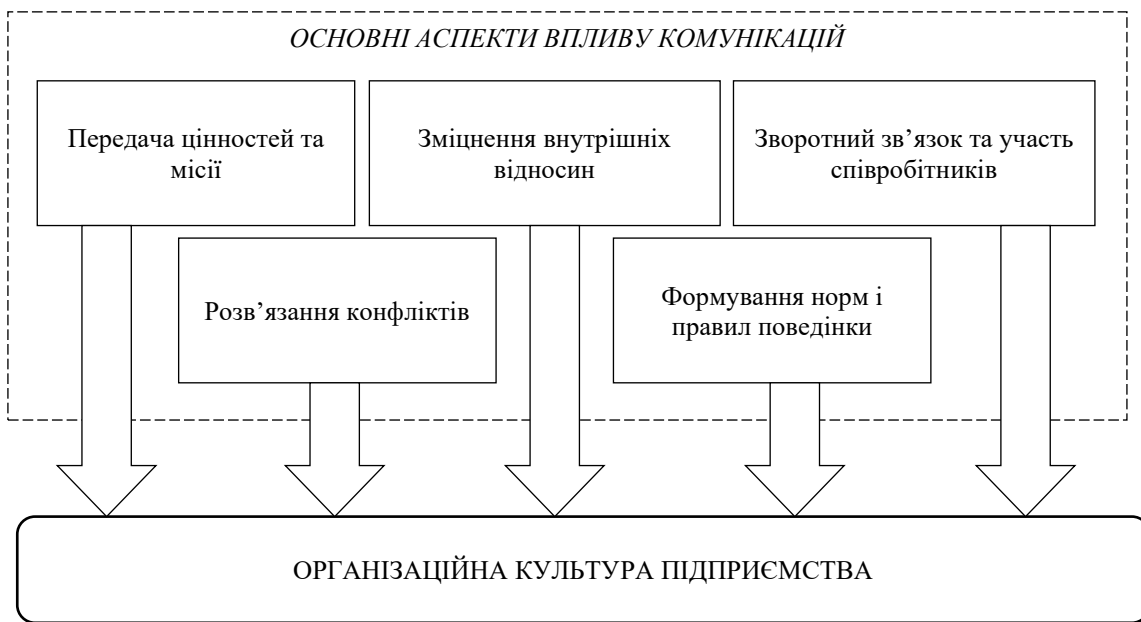 ОСНОВНІ АСПЕКТИ ВПЛИВУ КОМУНІКАЦІЙ
Передача цінностей та
місії
Зміцнення внутрішніх
відносин
Зворотний зв’язок та участь
співробітників
Розв’язання конфліктів
Формування норм і
правил поведінки
ОРГАНІЗАЦІЙНА КУЛЬТУРА ПІДПРИЄМСТВА